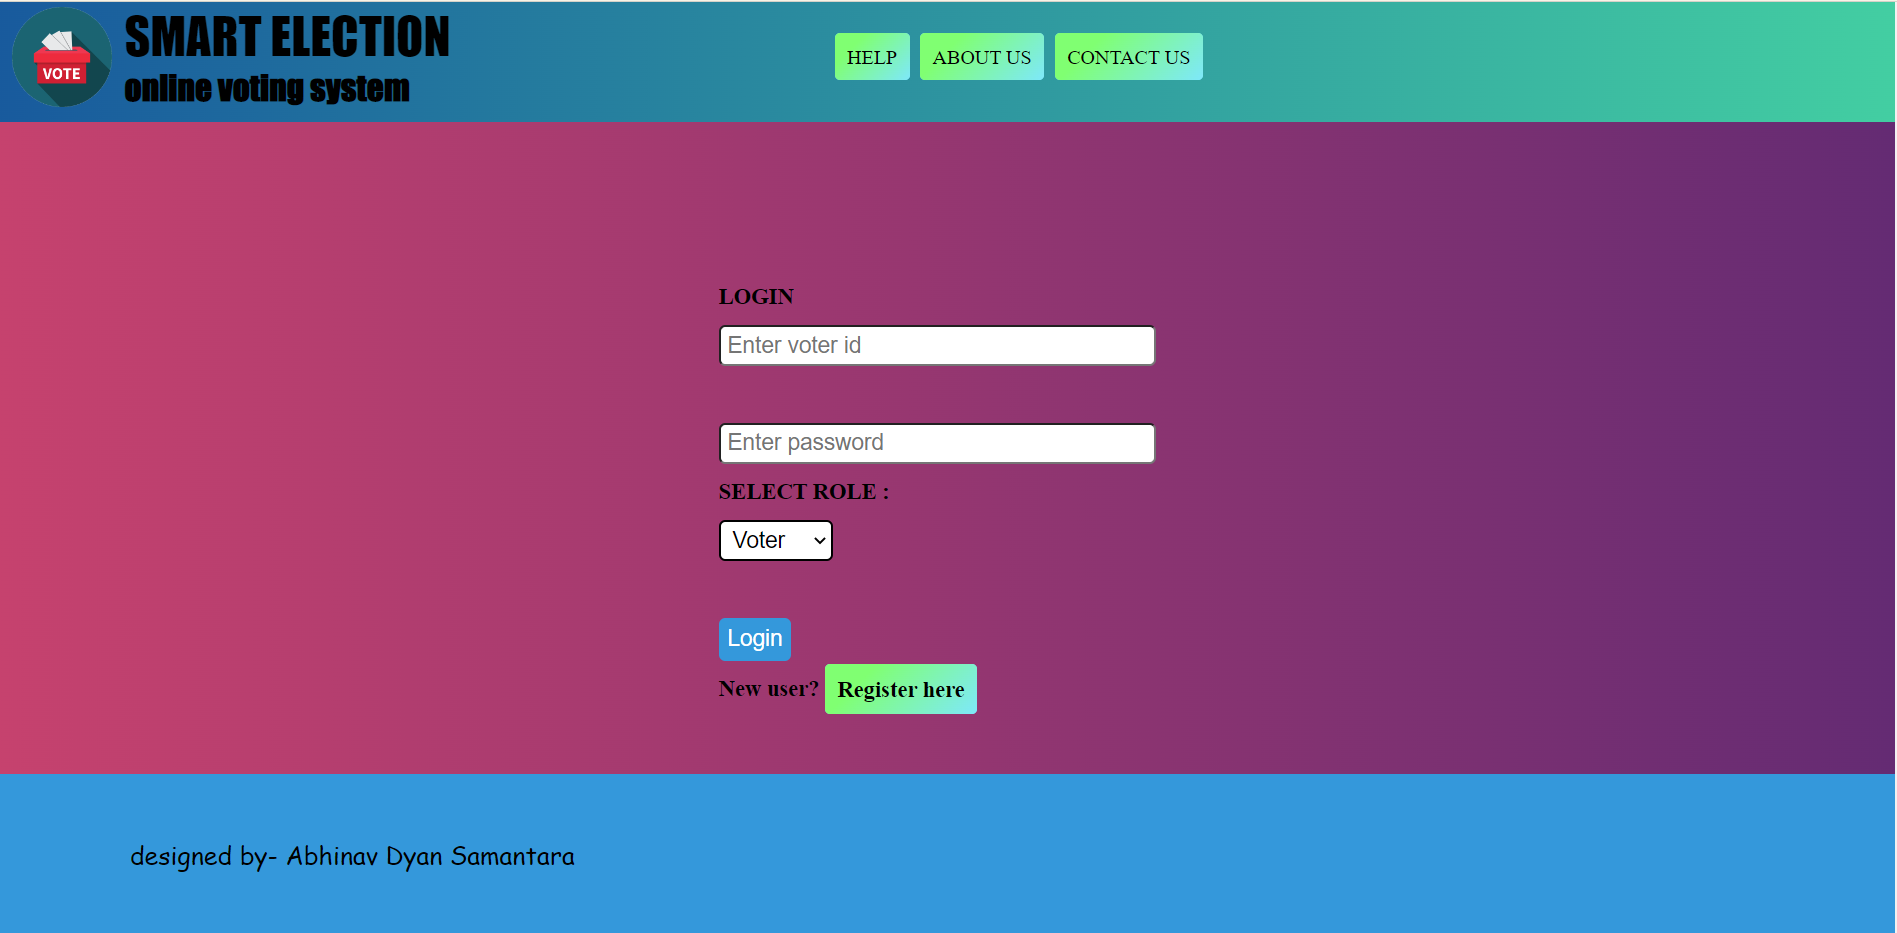 VOTE
SMART ELECTION
online voting system
HELP
ABOUT US
CONTACT US
LOGIN
Enter voter id
Enter password
SELECT ROLE :
Voter
Login
New user? Register here
designed by- Abhinav Dyan Samantara